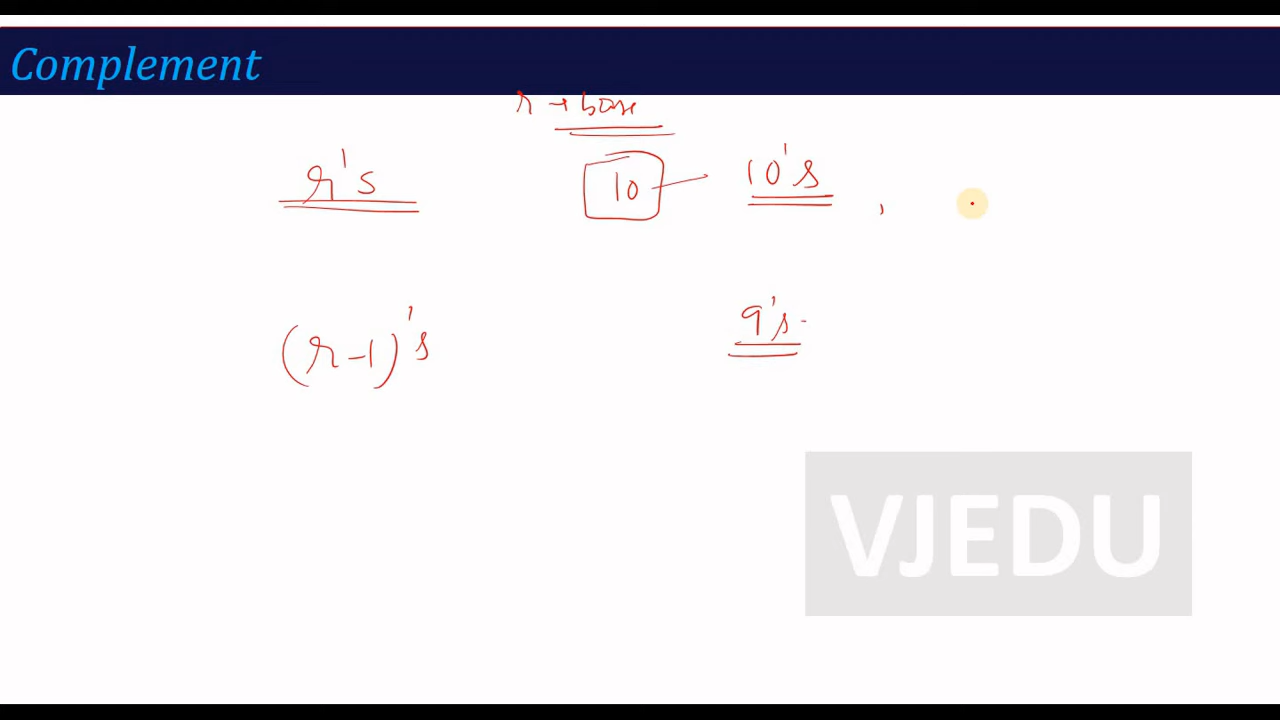 Complement
r → base
r's 10 10's ,
(r-1)'s 9's
VJEDU